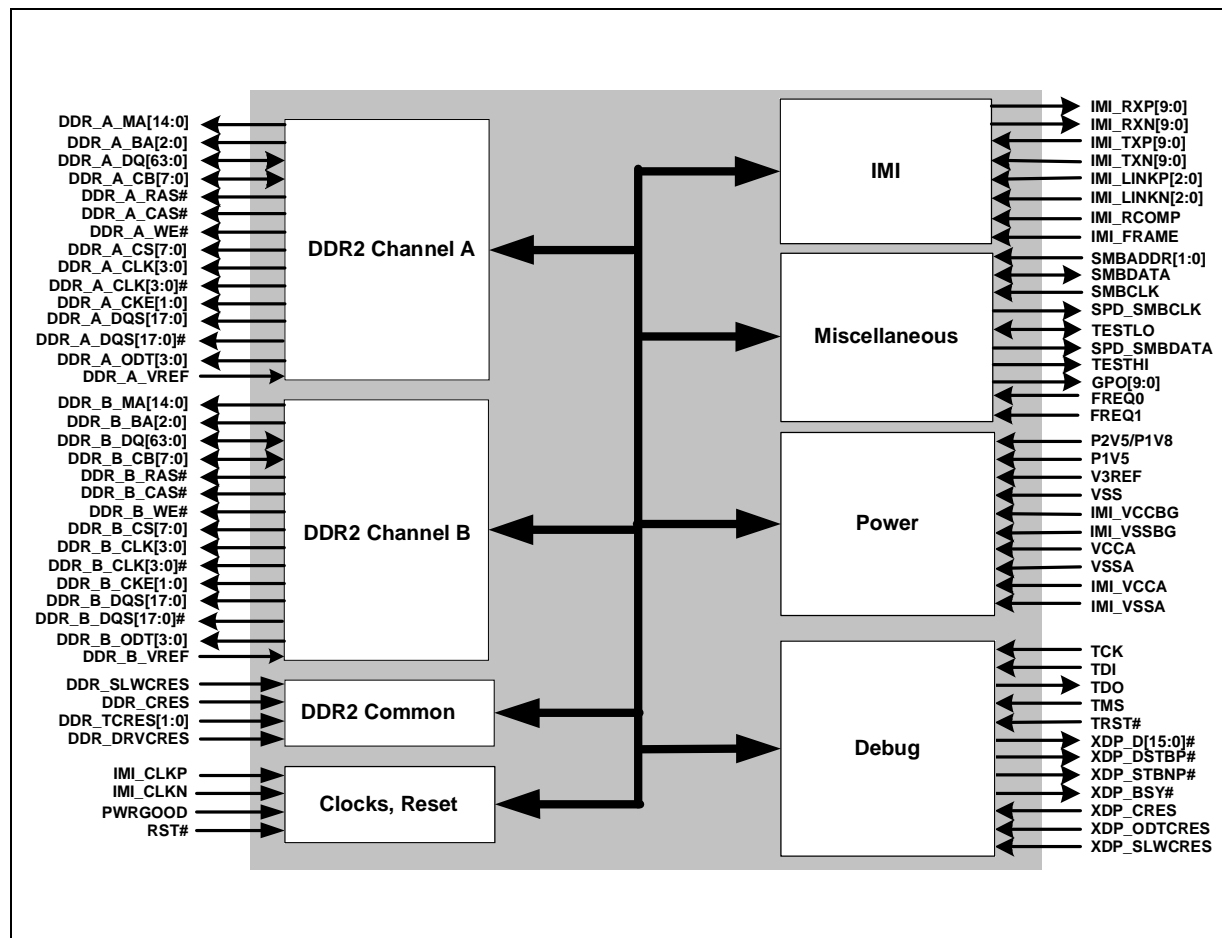 DDR_A_MA[14:0]
DDR_A_BA[2:0]
DDR_A_DQ[63:0]
DDR_A_CB[7:0]
DDR_A_RAS#
DDR_A_CAS#
DDR_A_WE#
DDR_A_CS[7:0]
DDR_A_CLK[3:0]
DDR_A_CLK[3:0]#
DDR_A_CKE[1:0]
DDR_A_DQS[17:0]
DDR_A_DQS[17:0]#
DDR_A_ODT[3:0]
DDR_A_VREF
DDR2 Channel A
DDR_B_MA[14:0]
DDR_B_BA[2:0]
DDR_B_DQ[63:0]
DDR_B_CB[7:0]
DDR_B_RAS#
DDR_B_CAS#
DDR_B_WE#
DDR_B_CS[7:0]
DDR_B_CLK[3:0]
DDR_B_CLK[3:0]#
DDR_B_CKE[1:0]
DDR_B_DQS[17:0]
DDR_B_DQS[17:0]#
DDR_B_ODT[3:0]
DDR_B_VREF
DDR2 Channel B
DDR_SLWCRES
DDR_CRES
DDR_TCRES[1:0]
DDR_DRVCRES
DDR2 Common
IMI_CLKP
IMI_CLKN
PWRGOOD
RST#
Clocks, Reset
IMI
IMI_RXP[9:0]
IMI_RXN[9:0]
IMI_TXP[9:0]
IMI_TXN[9:0]
IMI_LINKP[2:0]
IMI_LINKN[2:0]
IMI_RCOMP
IMI_FRAME
Miscellaneous
SMBADDR[1:0]
SMBDATA
SMBCLK
SPD_SMBCLK
TESTLO
SPD_SMBDATA
TESTHI
GPO[9:0]
FREQ0
FREQ1
Power
P2V5/P1V8
P1V5
V3REF
VSS
IMI_VCCBG
IMI_VSSBG
VCCA
VSSA
IMI_VCCA
IMI_VSSA
Debug
TCK
TDI
TDO
TMS
TRST#
XDP_D[15:0]#
XDP_DSTBP#
XDP_STBNP#
XDP_BSY#
XDP_CRES
XDP_ODTCRES
XDP_SLWCRES